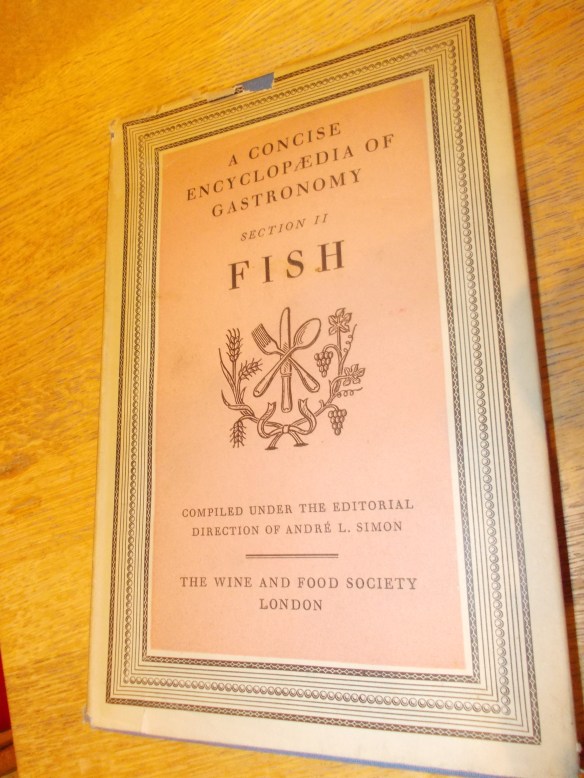 A CONCISE
ENCYCLOPÆDIA OF
GASTRONOMY
SECTION II
FISH
COMPILED UNDER THE EDITORIAL
DIRECTION OF ANDRÉ L. SIMON
THE WINE AND FOOD SOCIETY
LONDON